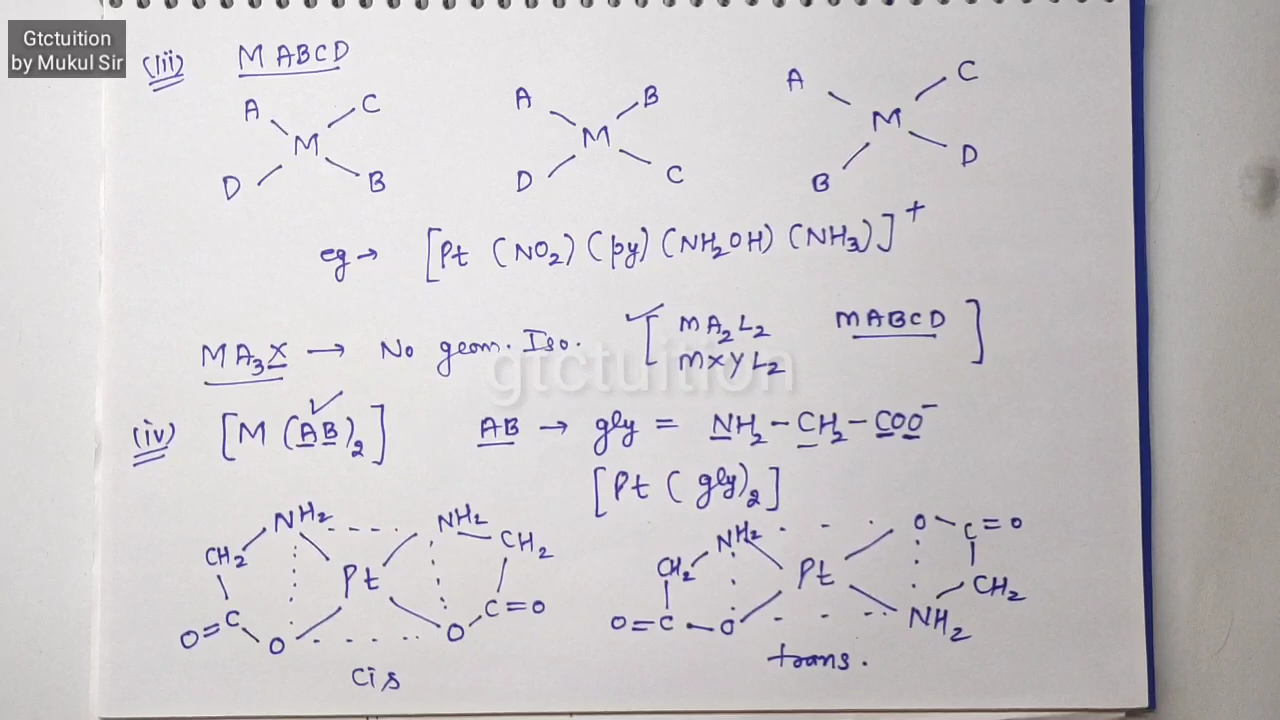 Gtctuition
by Mukul Sir
(iii) MABCD
A C
M
D B
A B
M
D C
A C
M
B D
eg → [Pt (NO₂) (py) (NH₂OH) (NH₃)]⁺
MA₃X → No geom. Iso. [MA₂L₂ MABCD]
MXYL₂
gtctuition
(iv) [M (AB)₂] AB → gly = NH₂-CH₂-COO⁻
[Pt (gly)₂]
NH₂ NH₂
CH₂ Pt CH₂
O=C O O C=O
cis
NH₂ O C=O
CH₂ Pt CH₂
O=C-O NH₂
trans.